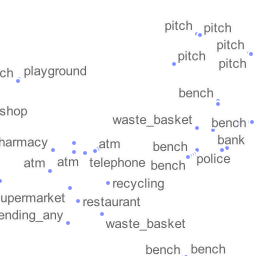 pitch pitch
pitch
pitch
pitch
ch playground
bench
shop
waste_basket
bench
harmacy
atm
bench
bank
atm
atm
telephone
bench
police
recycling
upermarket
restaurant
ending_any
waste_basket
bench
bench